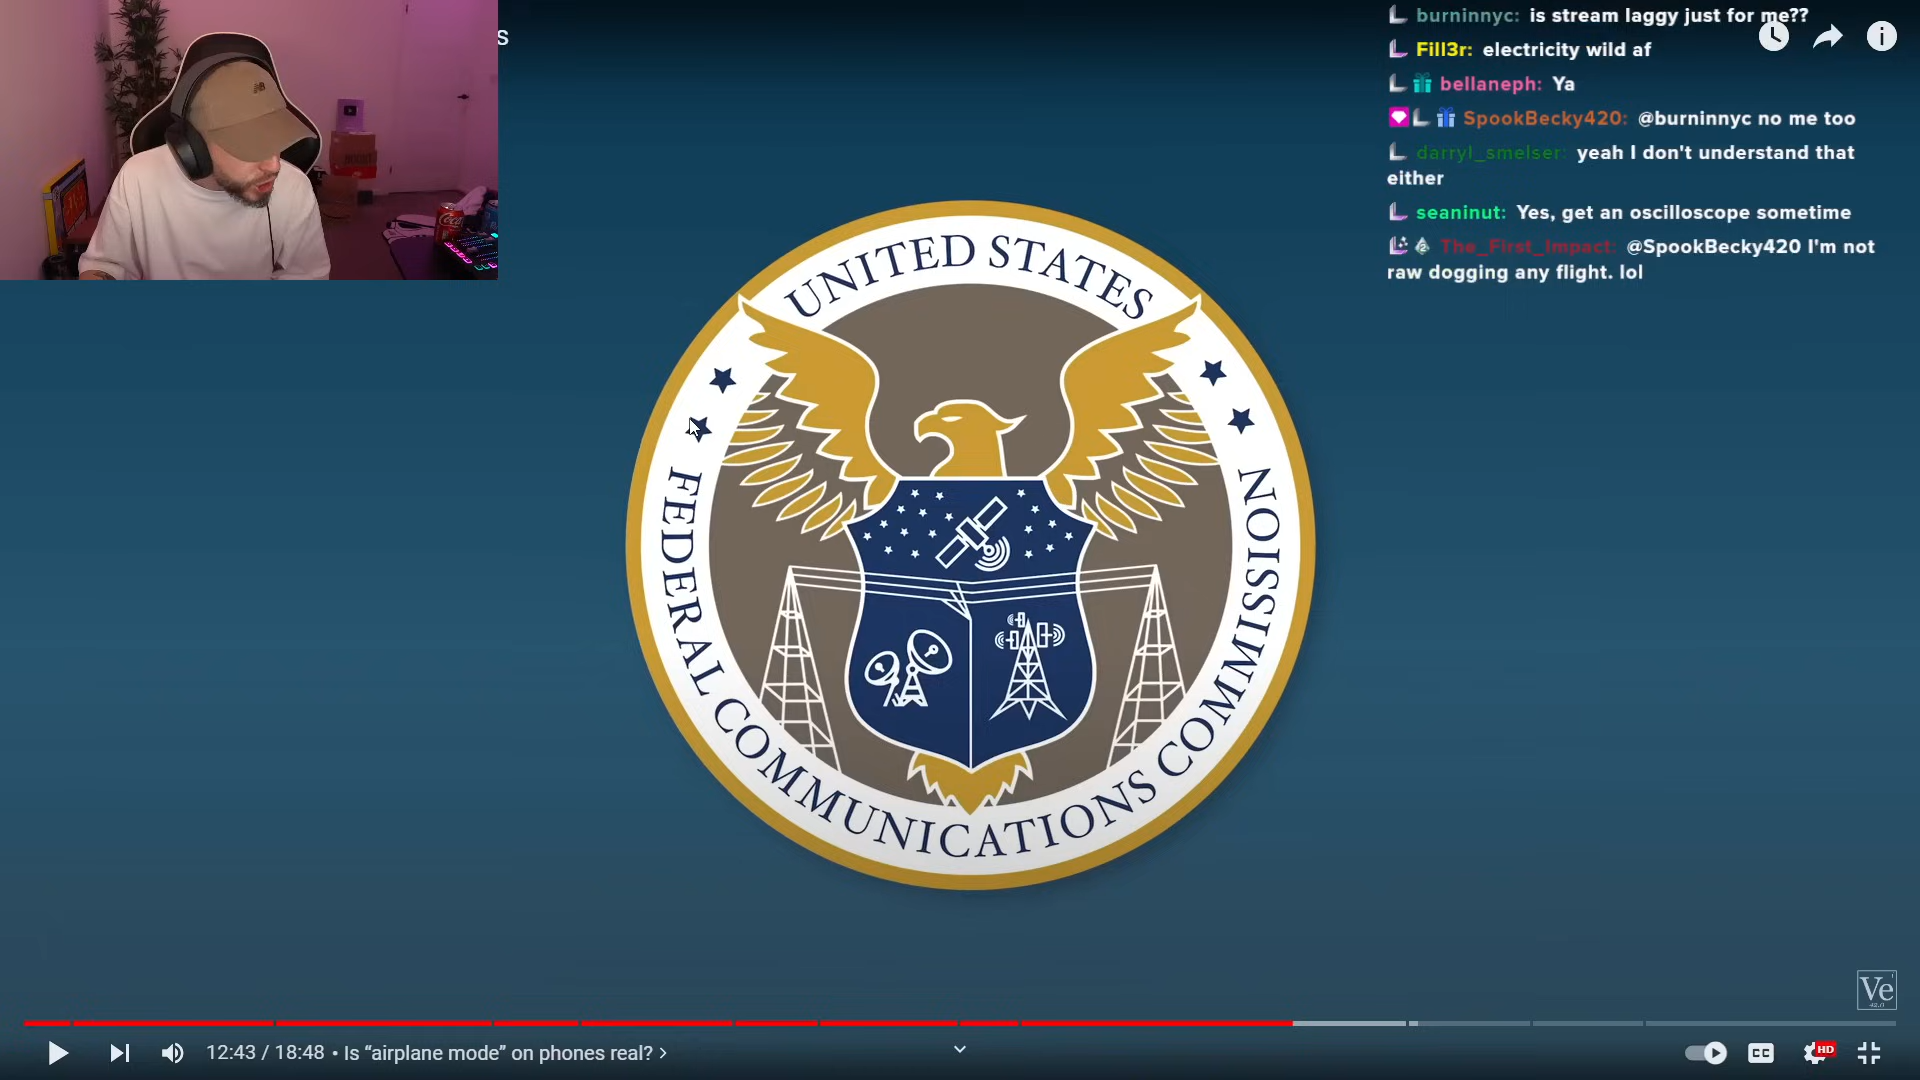 s
burninnyc: is stream laggy just for me??
Fill3r: electricity wild af
bellaneph: Ya
SpookBecky420: @burninnyc no me too
darryl_smelser: yeah I don't understand that
either
seaninut: Yes, get an oscilloscope sometime
The_First_Impact: @SpookBecky420 I'm not
raw dogging any flight. lol
UNITED STATES
FEDERAL COMMUNICATIONS COMMISSION
Ve
12:43 / 18:48 • Is “airplane mode” on phones real? >
CC
HD